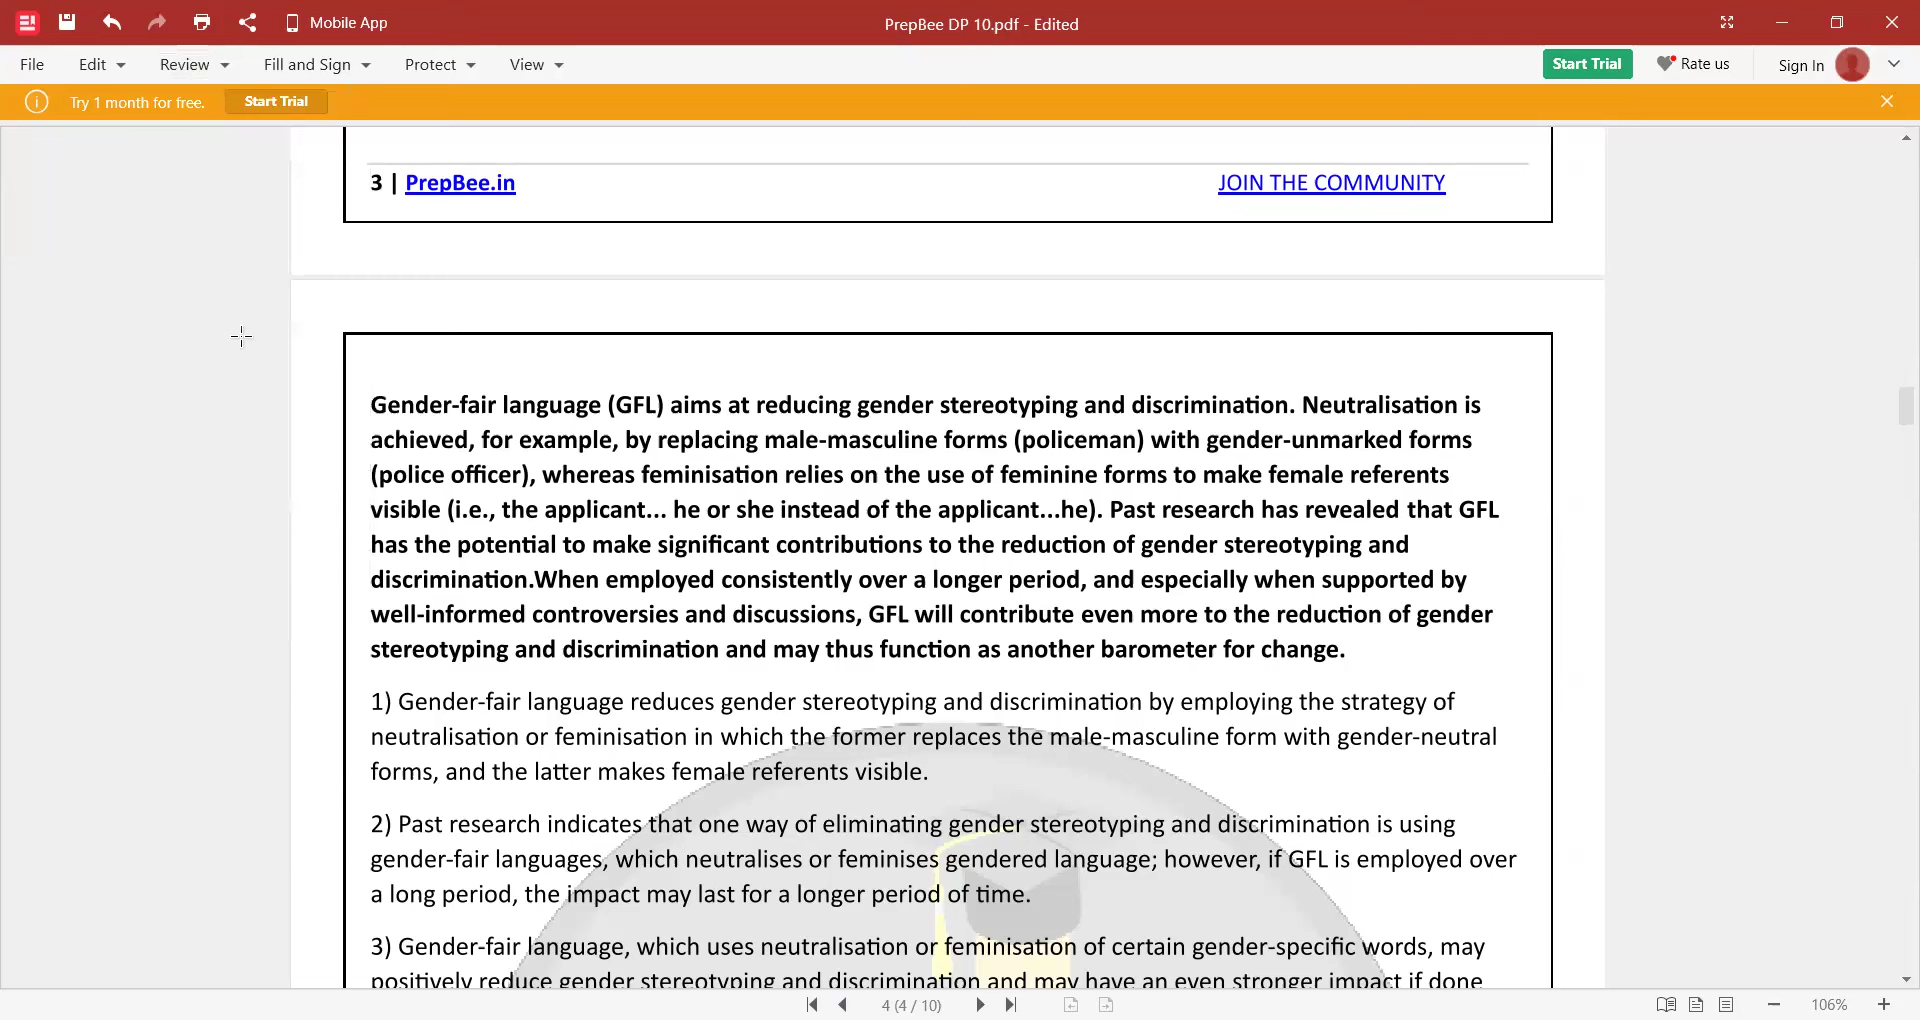 Mobile App
PrepBee DP 10.pdf - Edited
File Edit Review Fill and Sign Protect View Start Trial Rate us Sign In
Try 1 month for free. Start Trial
3 | PrepBee.in JOIN THE COMMUNITY
Gender-fair language (GFL) aims at reducing gender stereotyping and discrimination. Neutralisation is
achieved, for example, by replacing male-masculine forms (policeman) with gender-unmarked forms
(police officer), whereas feminisation relies on the use of feminine forms to make female referents
visible (i.e., the applicant... he or she instead of the applicant...he). Past research has revealed that GFL
has the potential to make significant contributions to the reduction of gender stereotyping and
discrimination.When employed consistently over a longer period, and especially when supported by
well-informed controversies and discussions, GFL will contribute even more to the reduction of gender
stereotyping and discrimination and may thus function as another barometer for change.
1) Gender-fair language reduces gender stereotyping and discrimination by employing the strategy of
neutralisation or feminisation in which the former replaces the male-masculine form with gender-neutral
forms, and the latter makes female referents visible.
2) Past research indicates that one way of eliminating gender stereotyping and discrimination is using
gender-fair languages, which neutralises or feminises gendered language; however, if GFL is employed over
a long period, the impact may last for a longer period of time.
3) Gender-fair language, which uses neutralisation or feminisation of certain gender-specific words, may
positively reduce gender stereotyping and discrimination and may have an even stronger impact if done
4 (4 / 10) 106%